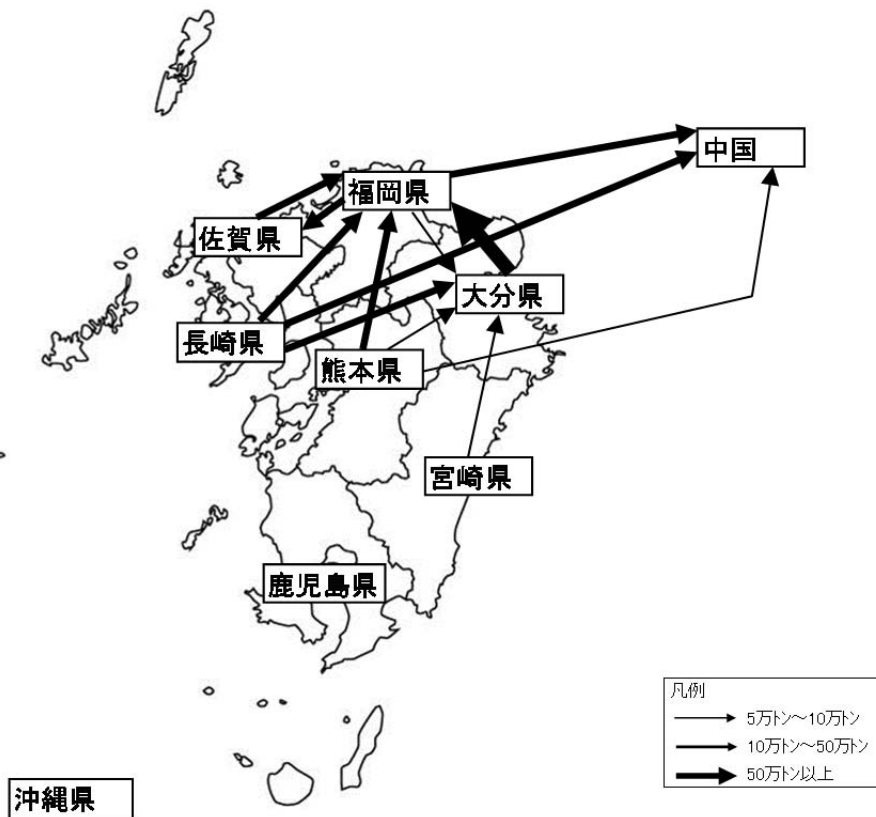 中国
福岡県
佐賀県
大分県
長崎県
熊本県
宮崎県
鹿児島県
沖縄県
凡例
5万トン～10万トン
10万トン～50万トン
50万トン以上